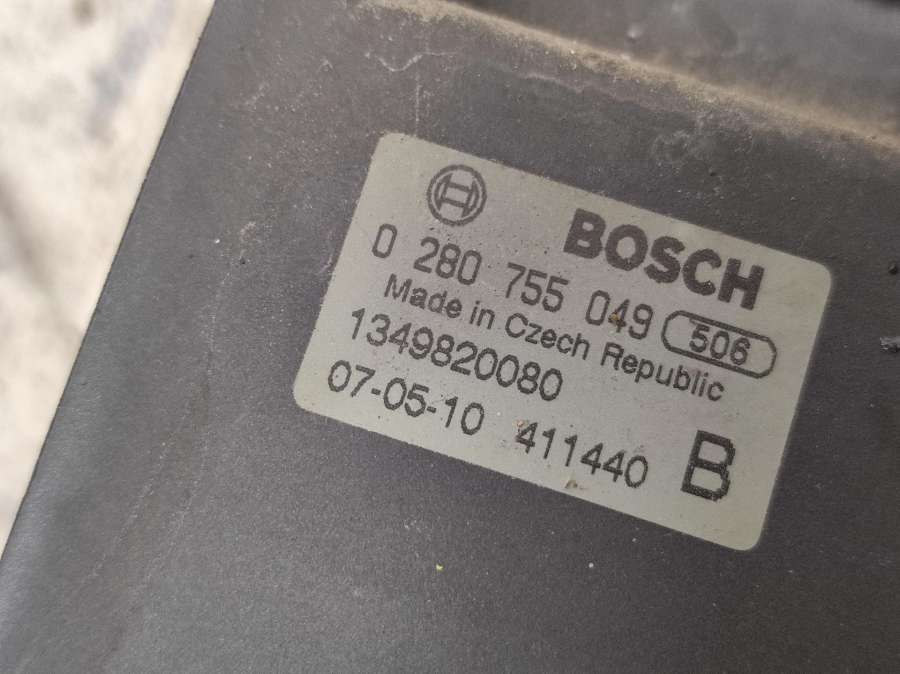 BOSCH
0 280 755 049 506
Made in Czech Republic
1349820080
07-05-10 411440 B